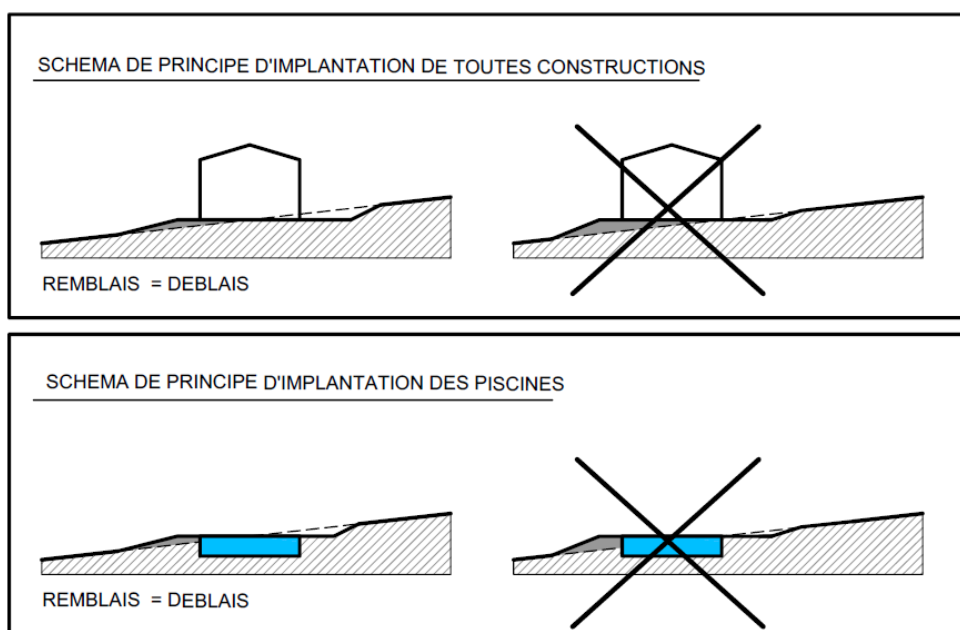 SCHEMA DE PRINCIPE D'IMPLANTATION DE TOUTES CONSTRUCTIONS
REMBLAIS = DEBLAIS
SCHEMA DE PRINCIPE D'IMPLANTATION DES PISCINES
REMBLAIS = DEBLAIS